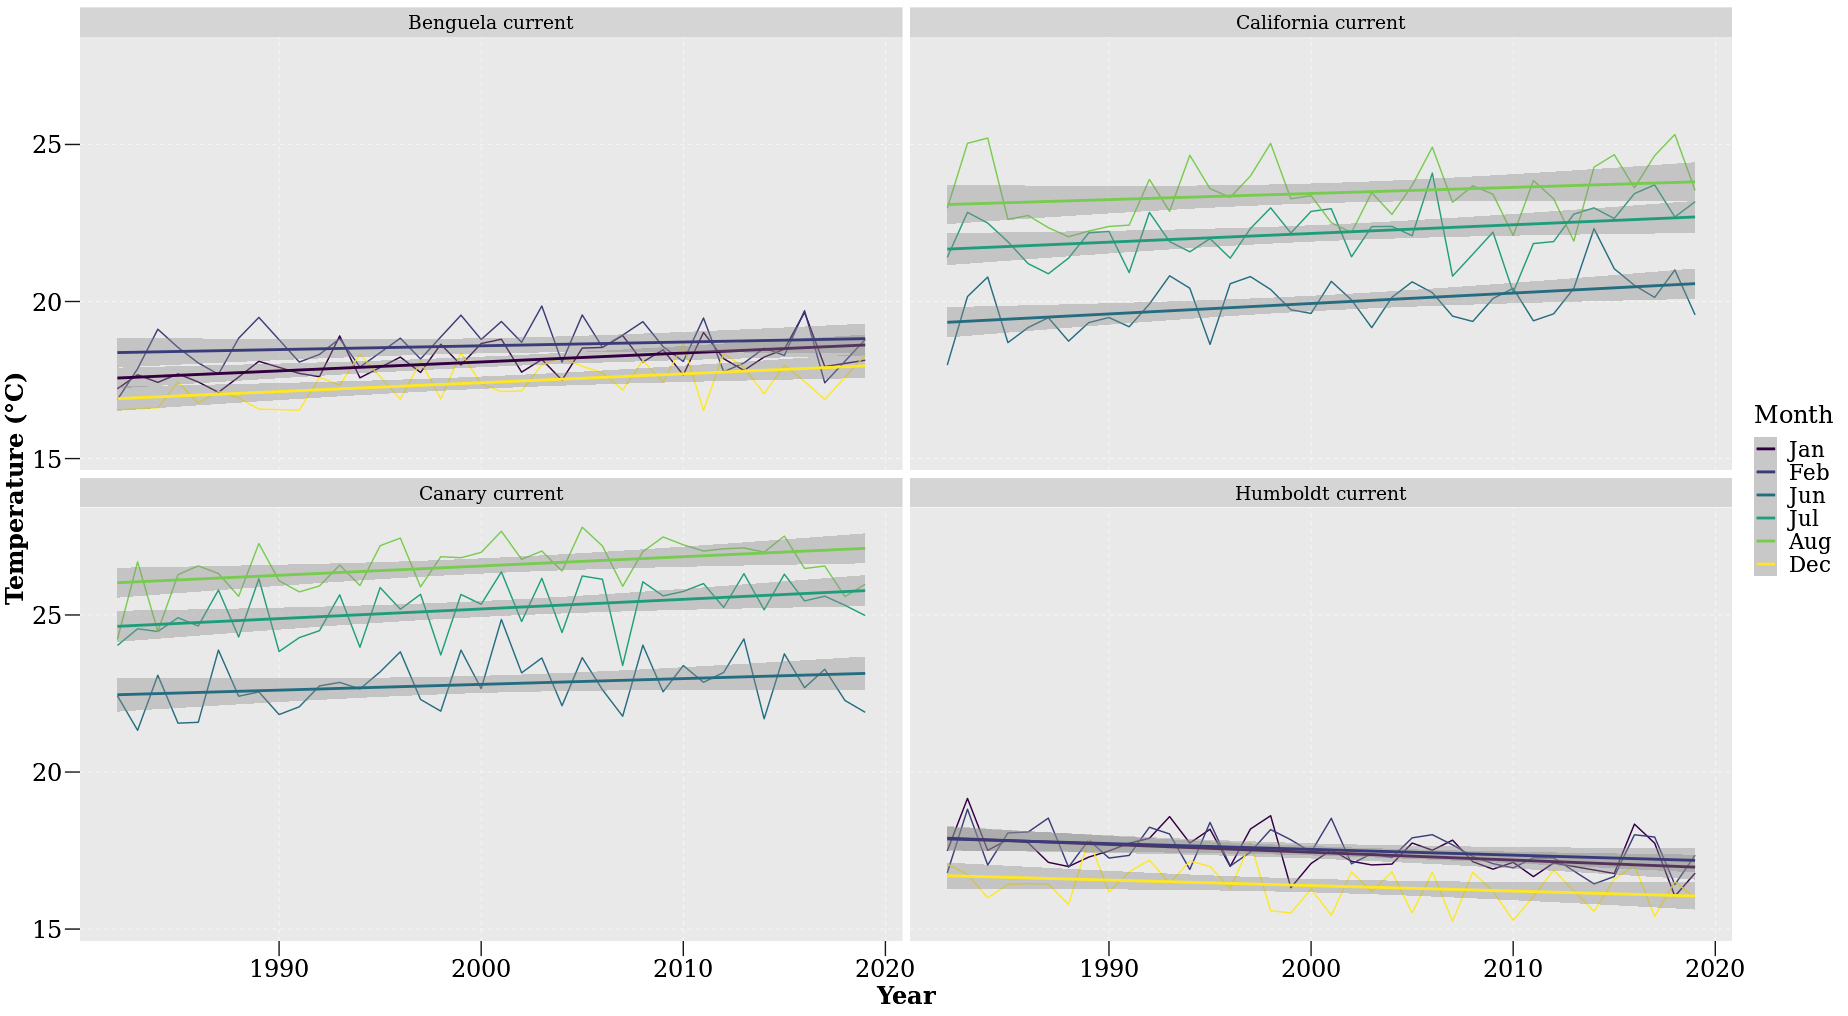 Benguela current
California current
25
20
15
Canary current
Humboldt current
25
20
15
1990
2000
2010
2020
1990
2000
2010
2020
Year
Temperature (°C)
Month
Jan
Feb
Jun
Jul
Aug
Dec